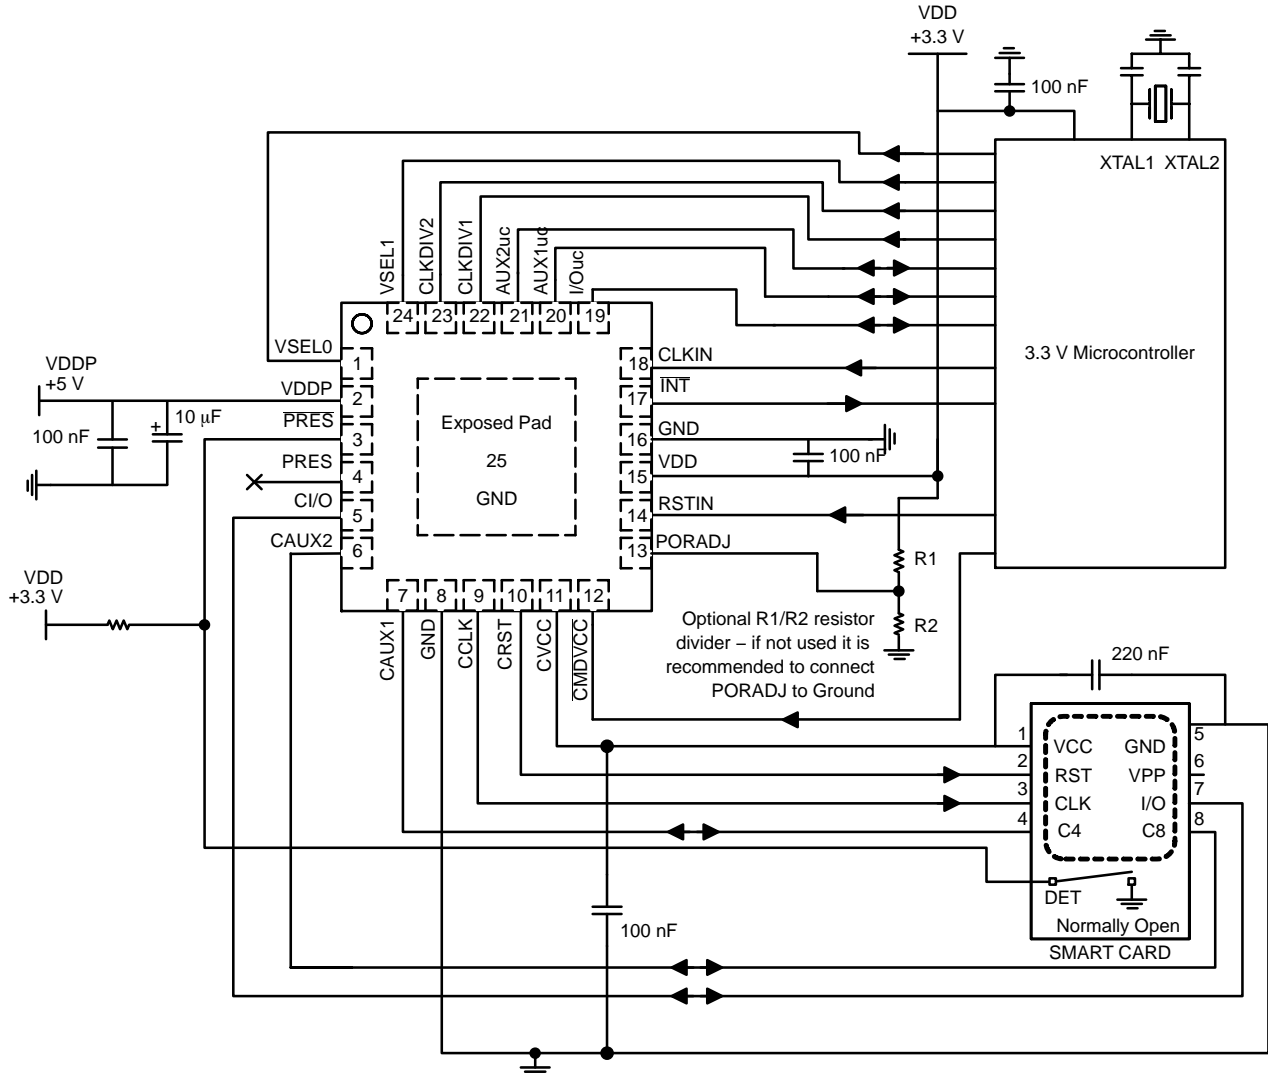 VDD
+3.3 V
100 nF
XTAL1 XTAL2
3.3 V Microcontroller
VSEL1
CLKDIV2
CLKDIV1
AUX2uc
AUX1uc
I/Ouc
24 23 22 21 20 19
VSEL0
1
VDDP
+5 V
VDDP
2
PRES
3
100 nF
+
10 μF
PRES
4
CI/O
5
CAUX2
6
Exposed Pad
25
GND
18
CLKIN
17
INT
16
GND
100 nF
15
VDD
14
RSTIN
13
PORADJ
R1
R2
VDD
+3.3 V
7 8 9 10 11 12
CAUX1
GND
CCLK
CRST
CVCC
CMDVCC
Optional R1/R2 resistor
divider – if not used it is
recommended to connect
PORADJ to Ground
220 nF
1
VCC
GND
5
2
RST
VPP
6
3
CLK
I/O
7
4
C4
C8
8
DET
Normally Open
SMART CARD
100 nF